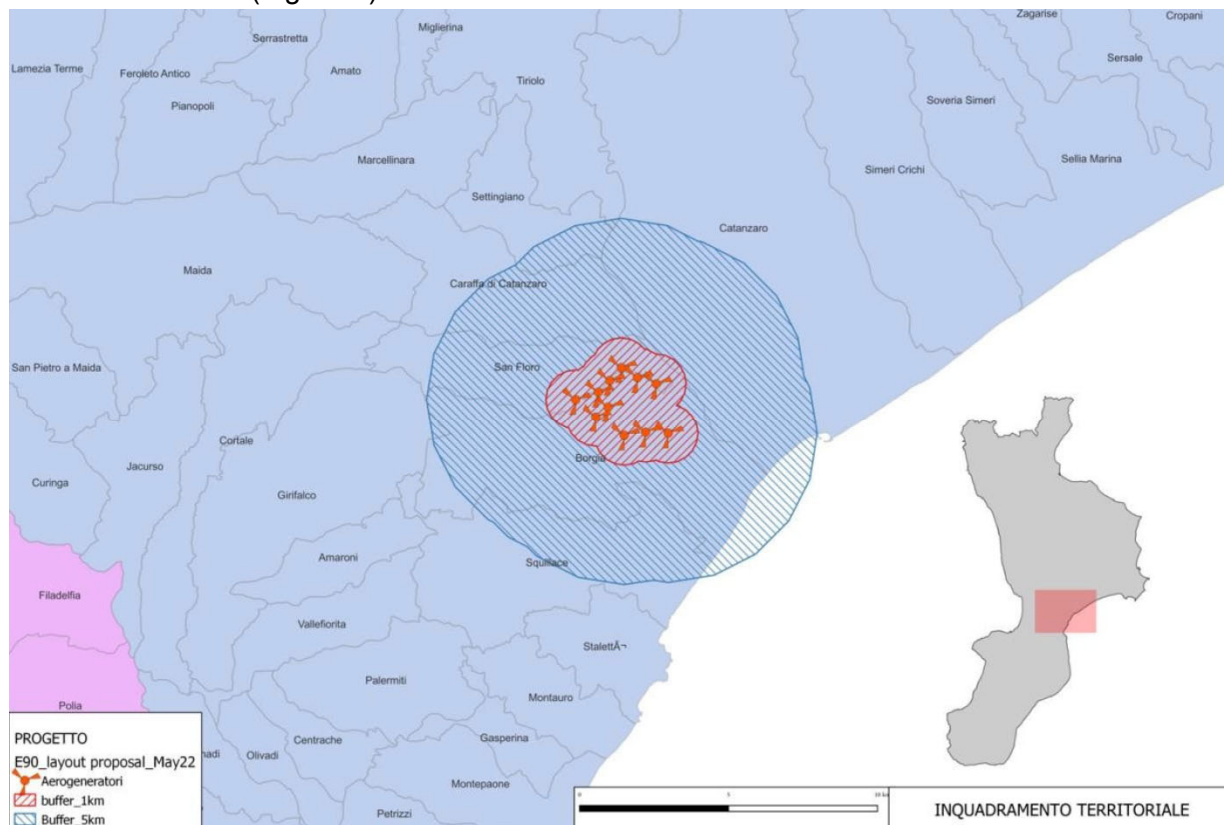 Zagarise
Cropani
Miglierina
Serrastretta
Sersale
Lamezia Terme
Feroleto Antico
Amato
Tiriolo
Pianopoli
Soveria Simeri
Marcellinara
Sellia Marina
Simeri Crichi
Settingiano
Catanzaro
Maida
Caraffa di Catanzaro
San Pietro a Maida
San Floro
Cortale
Borgia
Jacurso
Curinga
Girifalco
Amaroni
Squillace
Filadelfia
Vallefiorita
StalettÃ¬
Palermiti
Montauro
Polia
Centrache
Gasperina
Olivadi
Montepaone
Petrizzi
PROGETTO
E90_layout proposal_May22
Aerogeneratori
buffer_1km
Buffer_5km
0 5 10 km
INQUADRAMENTO TERRITORIALE